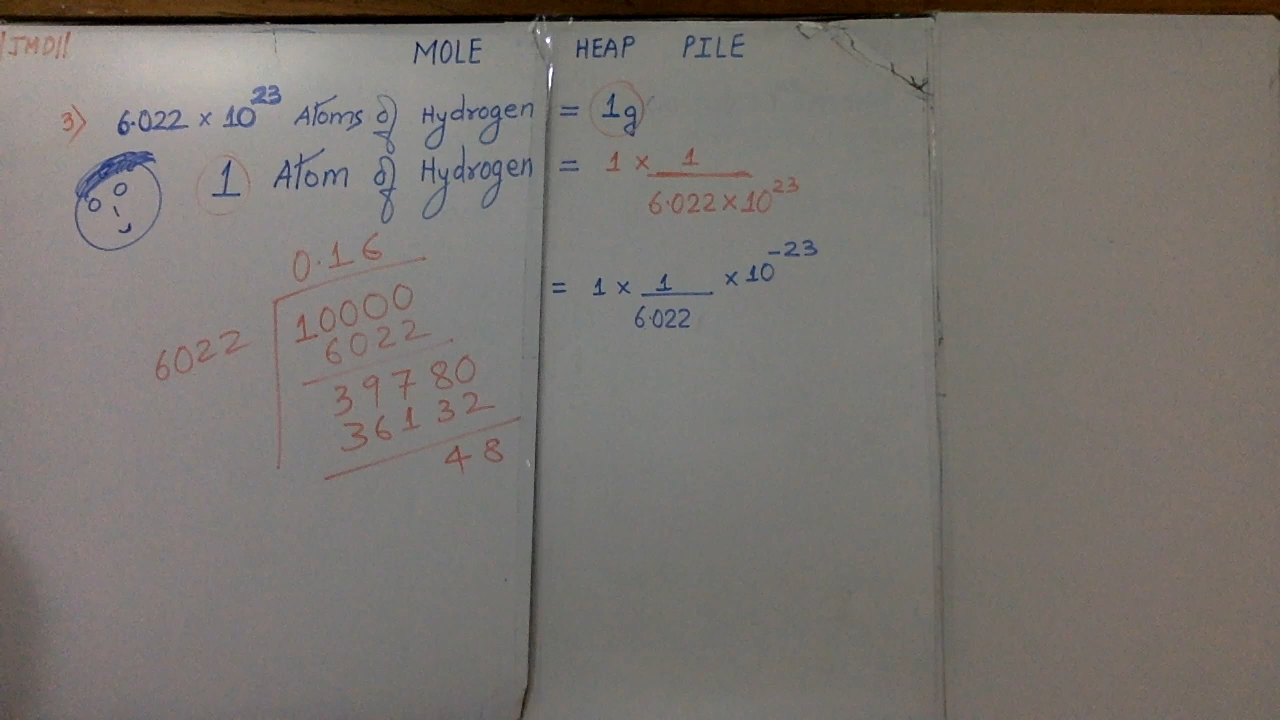 ||JMD||
MOLE HEAP PILE
3) 6.022 × 10^23 Atoms of Hydrogen = 1g
1 Atom of Hydrogen = 1 × 1 / 6.022 × 10^23
= 1 × 1 / 6.022 × 10^-23
0.16
6022 10000
6022
39780
36132
48